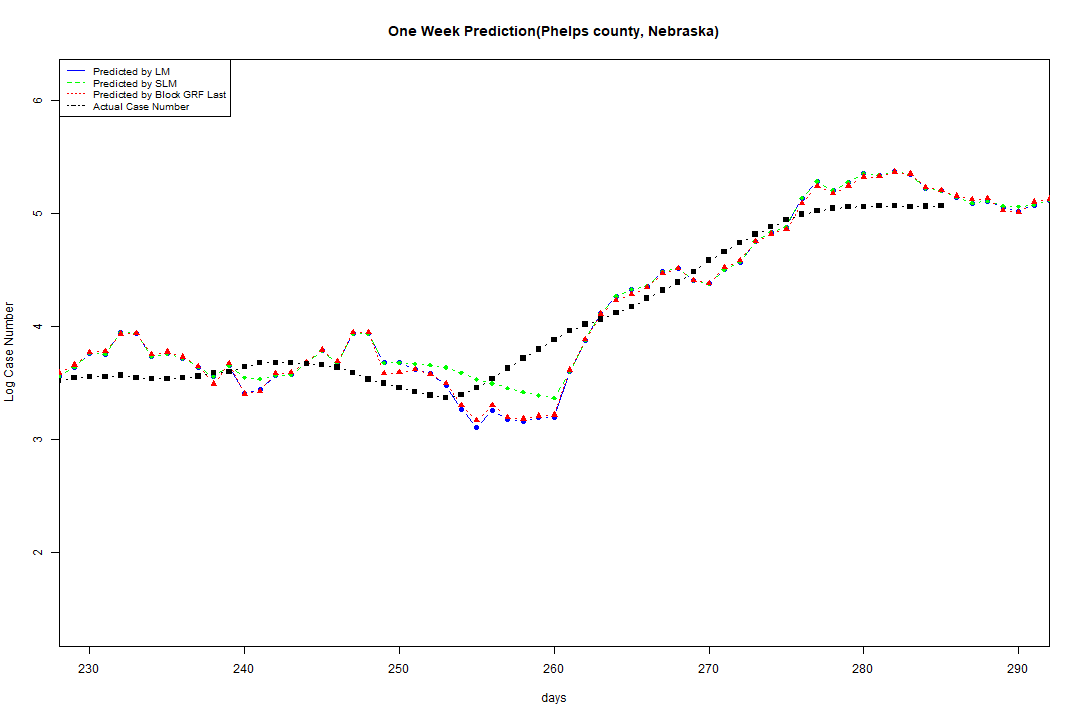 One Week Prediction(Phelps county, Nebraska)
Predicted by LM
Predicted by SLM
Predicted by Block GRF Last
Actual Case Number
6
5
4
3
2
Log Case Number
230 240 250 260 270 280 290
days